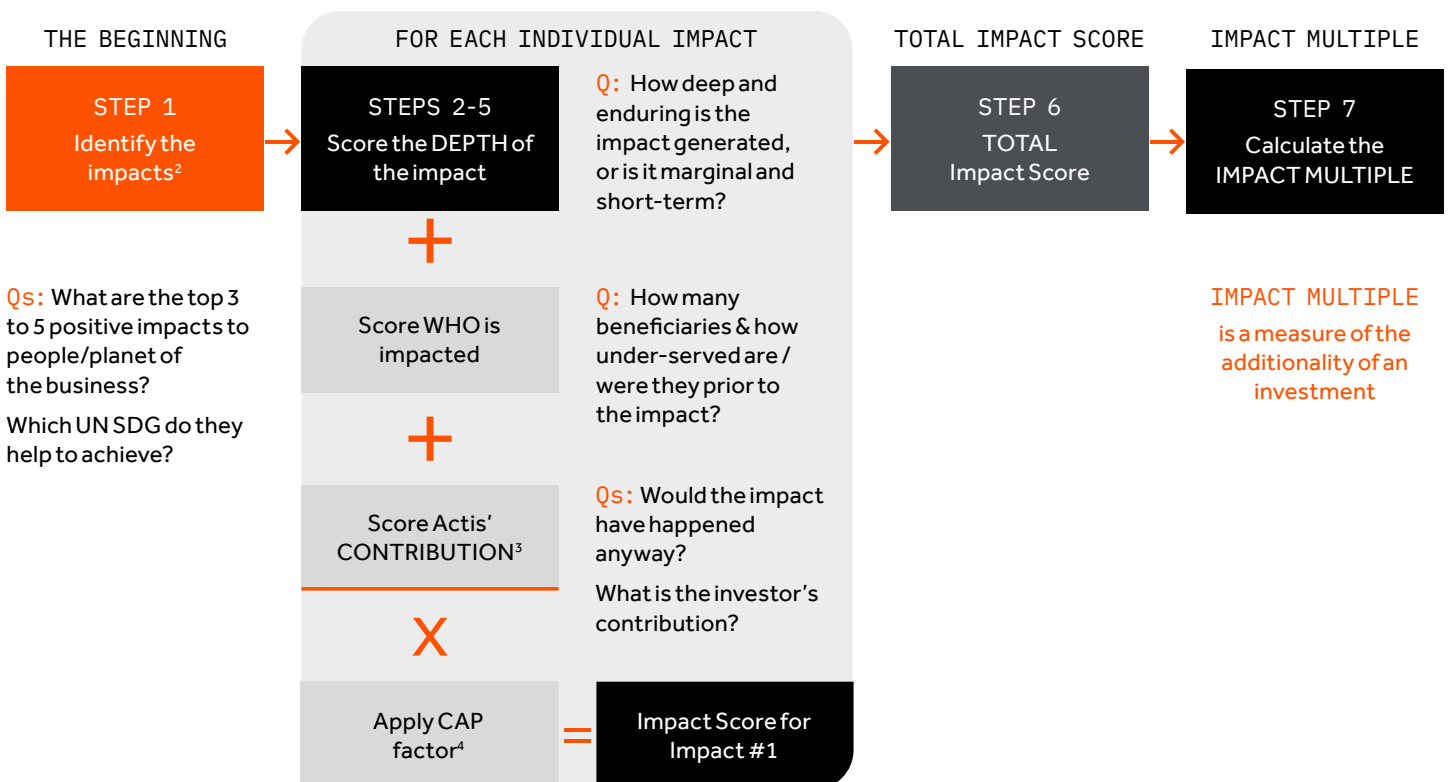 THE BEGINNING
STEP 1
Identify the
impacts²
Qs: What are the top 3
to 5 positive impacts to
people/planet of
the business?
Which UN SDG do they
help to achieve?
FOR EACH INDIVIDUAL IMPACT
STEPS 2-5
Score the DEPTH of
the impact
Q: How deep and
enduring is the
impact generated,
or is it marginal and
short-term?
+
Score WHO is
impacted
Q: How many
beneficiaries & how
under-served are /
were they prior to
the impact?
+
Score Actis'
CONTRIBUTION³
Qs: Would the impact
have happened
anyway?
What is the investor's
contribution?
X
Apply CAP
factor⁴
=
Impact Score for
Impact #1
TOTAL IMPACT SCORE
STEP 6
TOTAL
Impact Score
IMPACT MULTIPLE
STEP 7
Calculate the
IMPACT MULTIPLE
IMPACT MULTIPLE
is a measure of the
additionality of an
investment